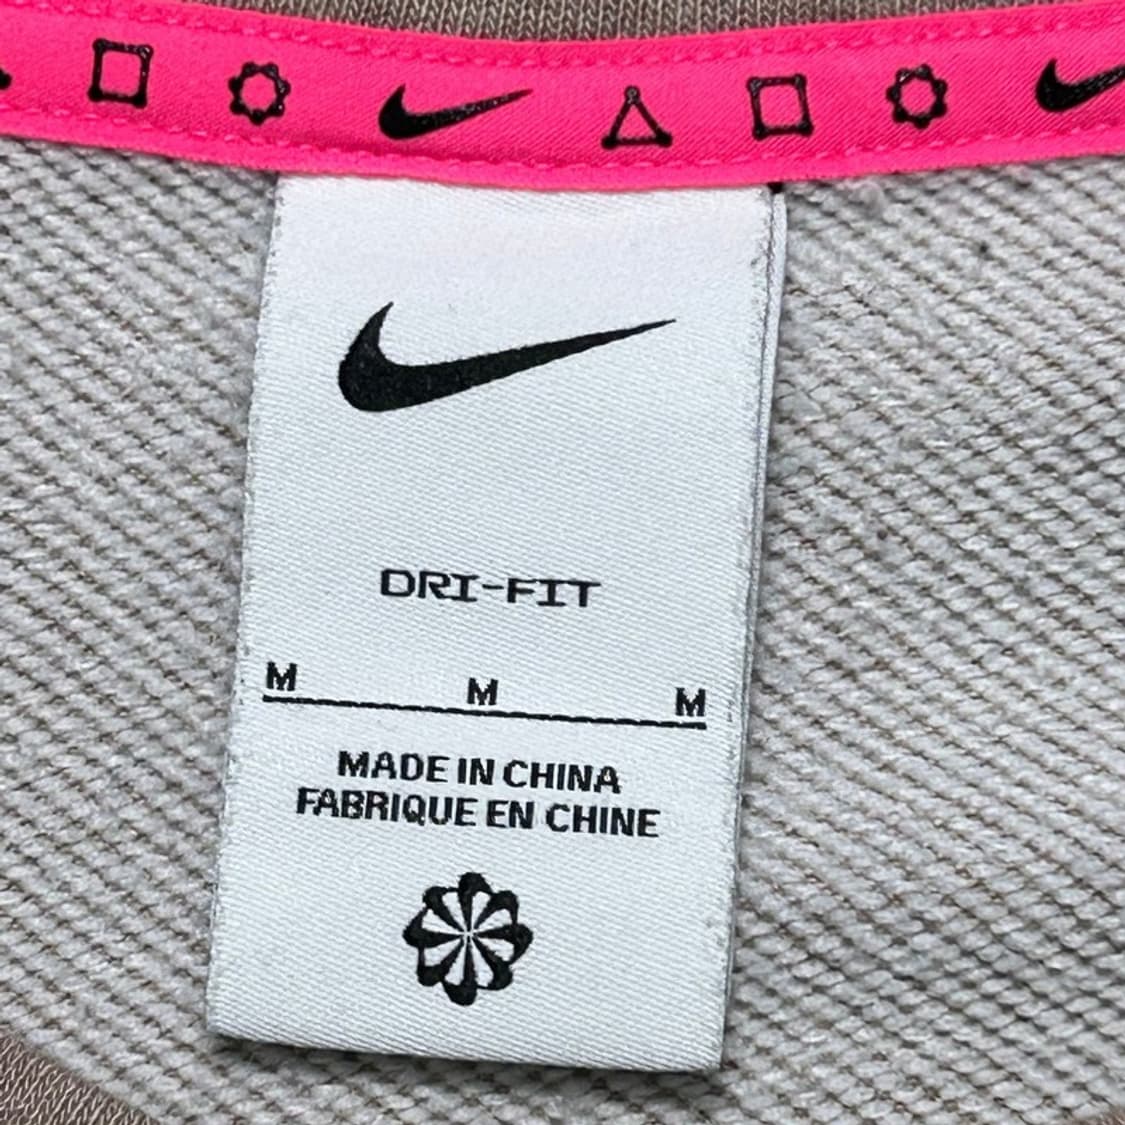 DRI-FIT
M M M
MADE IN CHINA
FABRIQUE EN CHINE